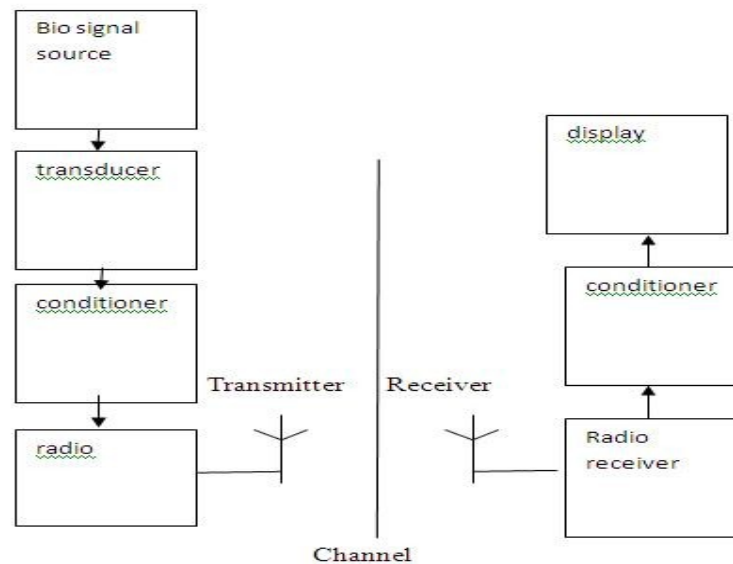 Bio signal
source
transducer
conditioner
radio
Transmitter
Channel
Receiver
display
conditioner
Radio
receiver